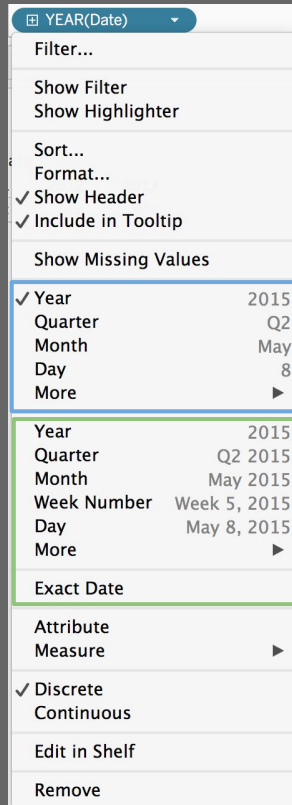 YEAR(Date)
Filter...
Show Filter
Show Highlighter
Sort...
Format...
Show Header
Include in Tooltip
Show Missing Values
Year 2015
Quarter Q2
Month May
Day 8
More
Year 2015
Quarter Q2 2015
Month May 2015
Week Number Week 5, 2015
Day May 8, 2015
More
Exact Date
Attribute
Measure
Discrete
Continuous
Edit in Shelf
Remove